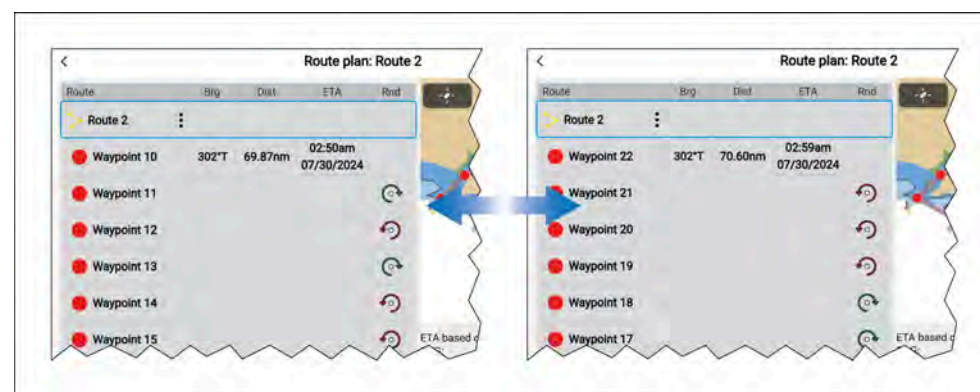 Route plan: Route 2
Route Brg Dist ETA Rnd
Route 2
Waypoint 10 302°T 69.87nm 02:50am 07/30/2024
Waypoint 11
Waypoint 12
Waypoint 13
Waypoint 14
Waypoint 15
ETA based
Route plan: Route 2
Route Brg Dist ETA Rnd
Route 2
Waypoint 22 302°T 70.60nm 02:59am 07/30/2024
Waypoint 21
Waypoint 20
Waypoint 19
Waypoint 18
Waypoint 17
ETA based